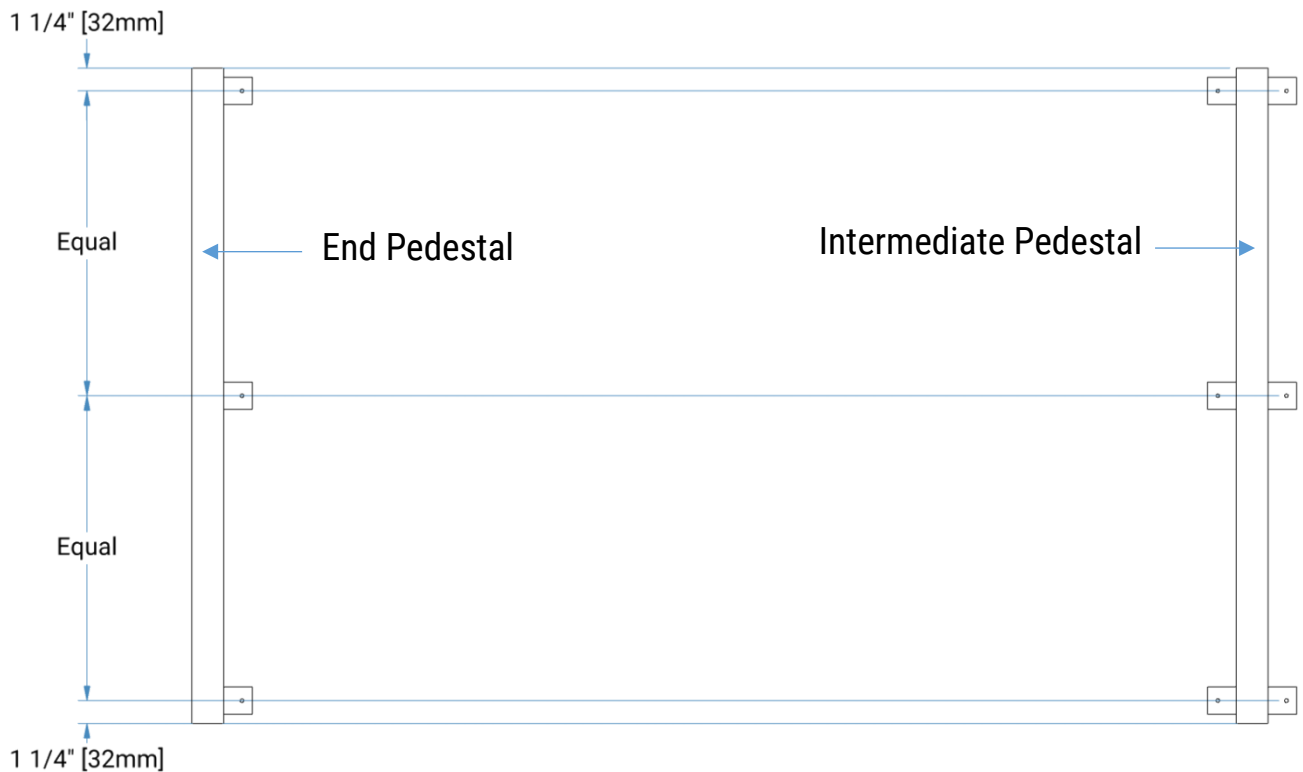 1 1/4" [32mm]
Equal
End Pedestal
Intermediate Pedestal
Equal
1 1/4" [32mm]